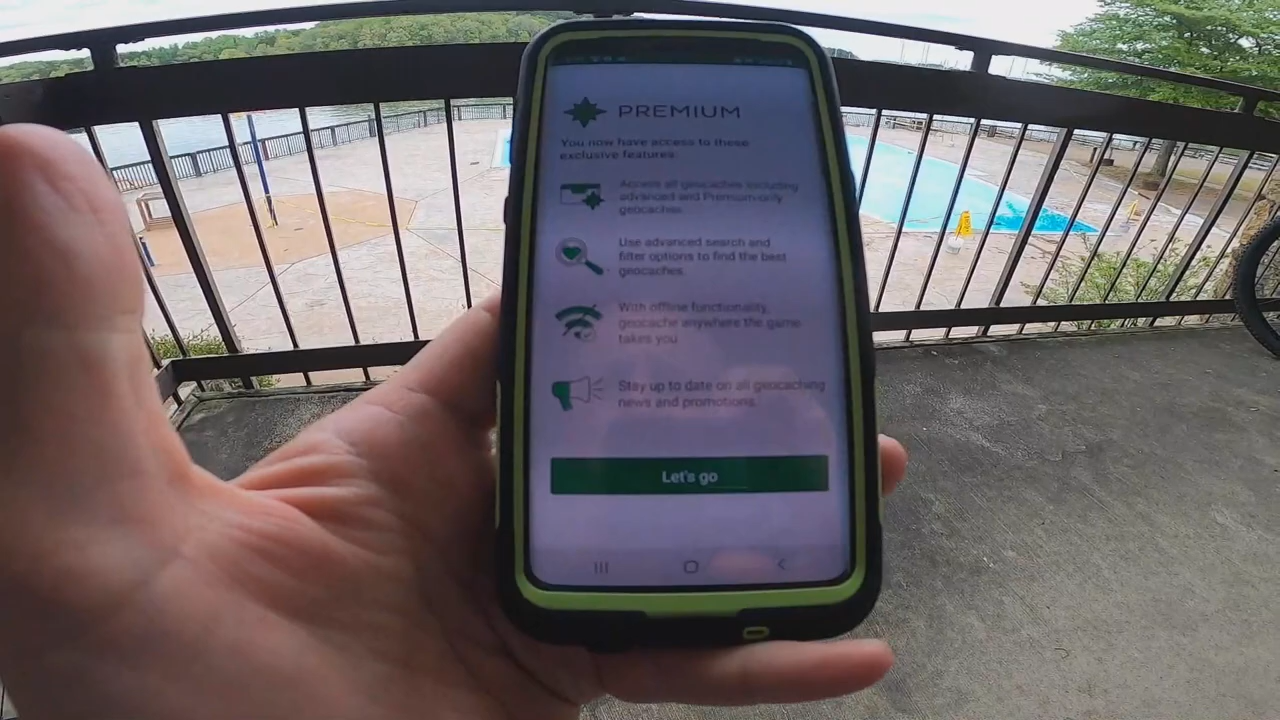 PREMIUM
You now have access to these
exclusive features:
Access all geocaches including
advanced and Premium-only
geocaches.
Use advanced search and
filter options to find the best
geocaches.
With offline functionality,
geocache anywhere the game
takes you.
Stay up to date on all geocaching
news and promotions.
Let's go